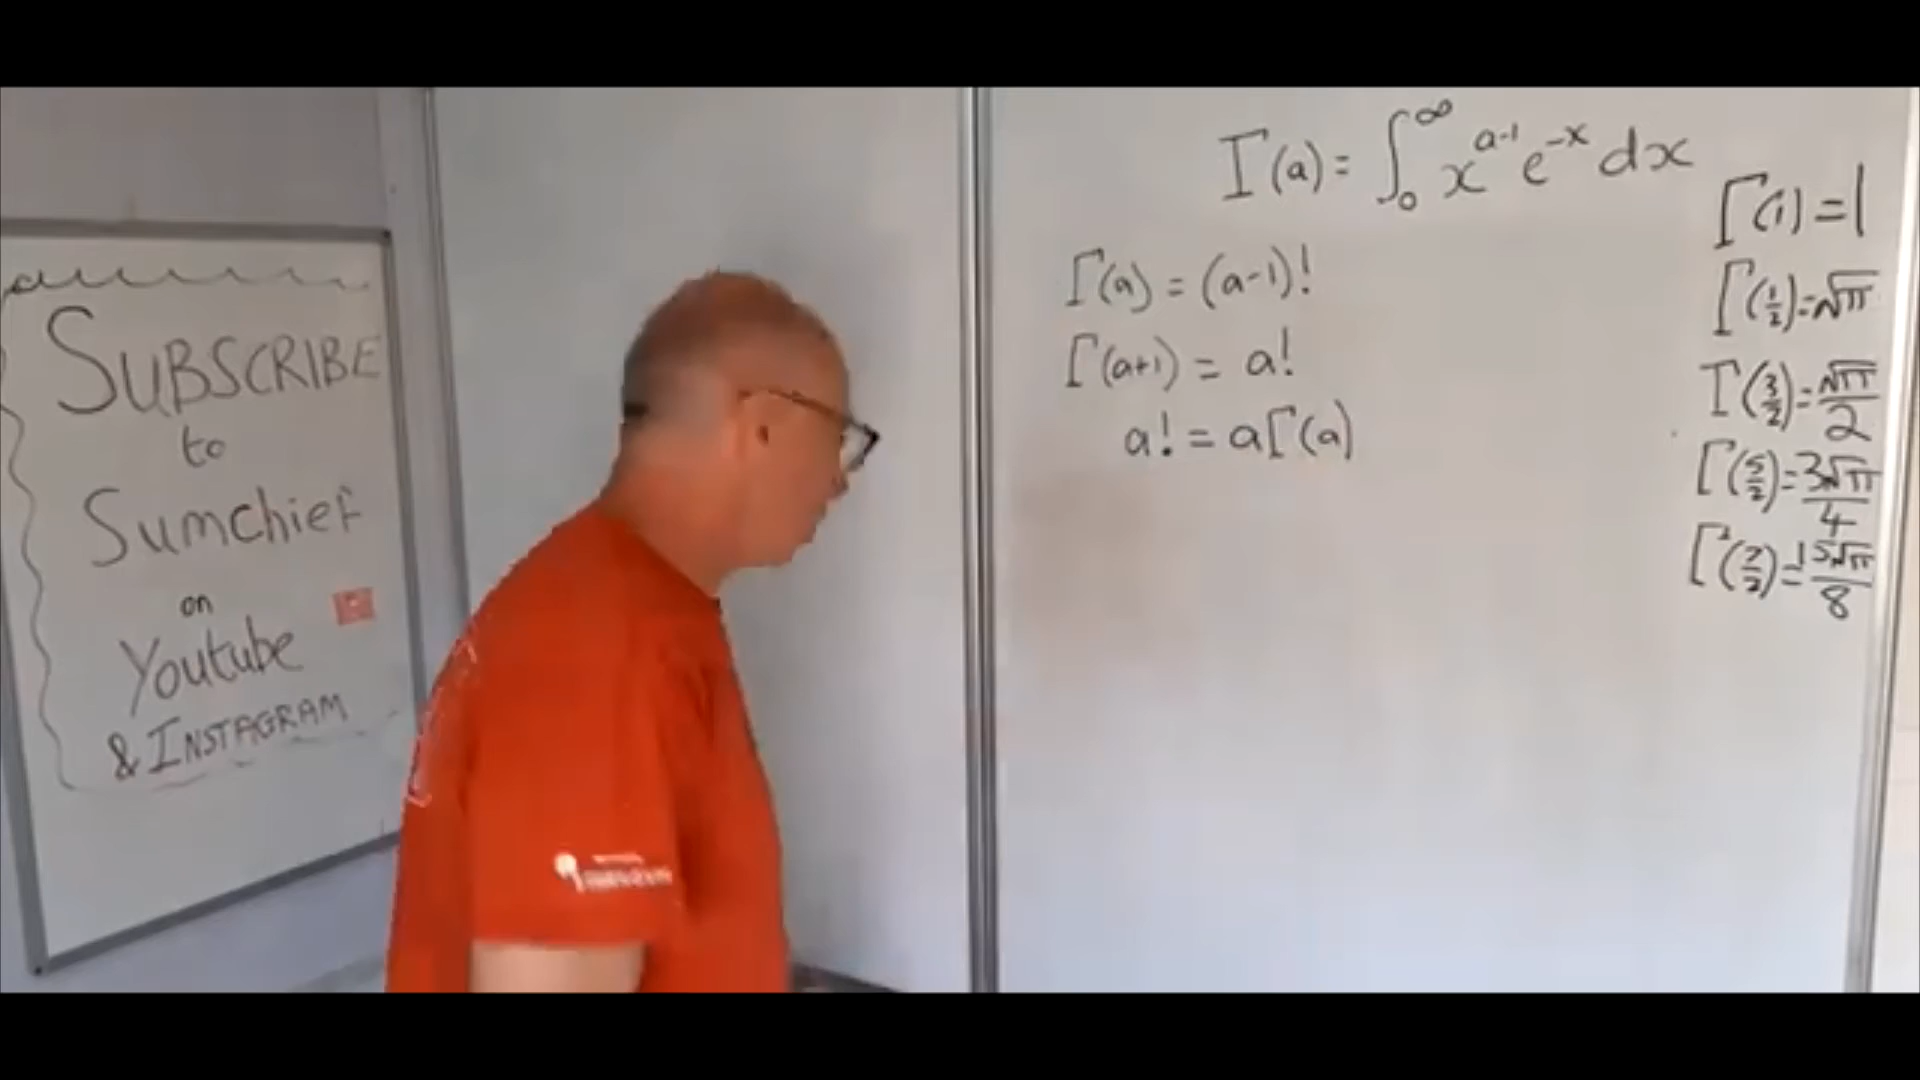 SUBSCRIBE
to
Sumchief
on
Youtube
& INSTAGRAM
Γ(a) = ∫₀^∞ x^(a-1) e^(-x) dx
Γ(a) = (a-1)!
Γ(a+1) = a!
a! = aΓ(a)
Γ(1) = 1
Γ(1/2) = √π
Γ(3/2) = √π/2
Γ(5/2) = 3√π/4
Γ(7/2) = 15√π/8